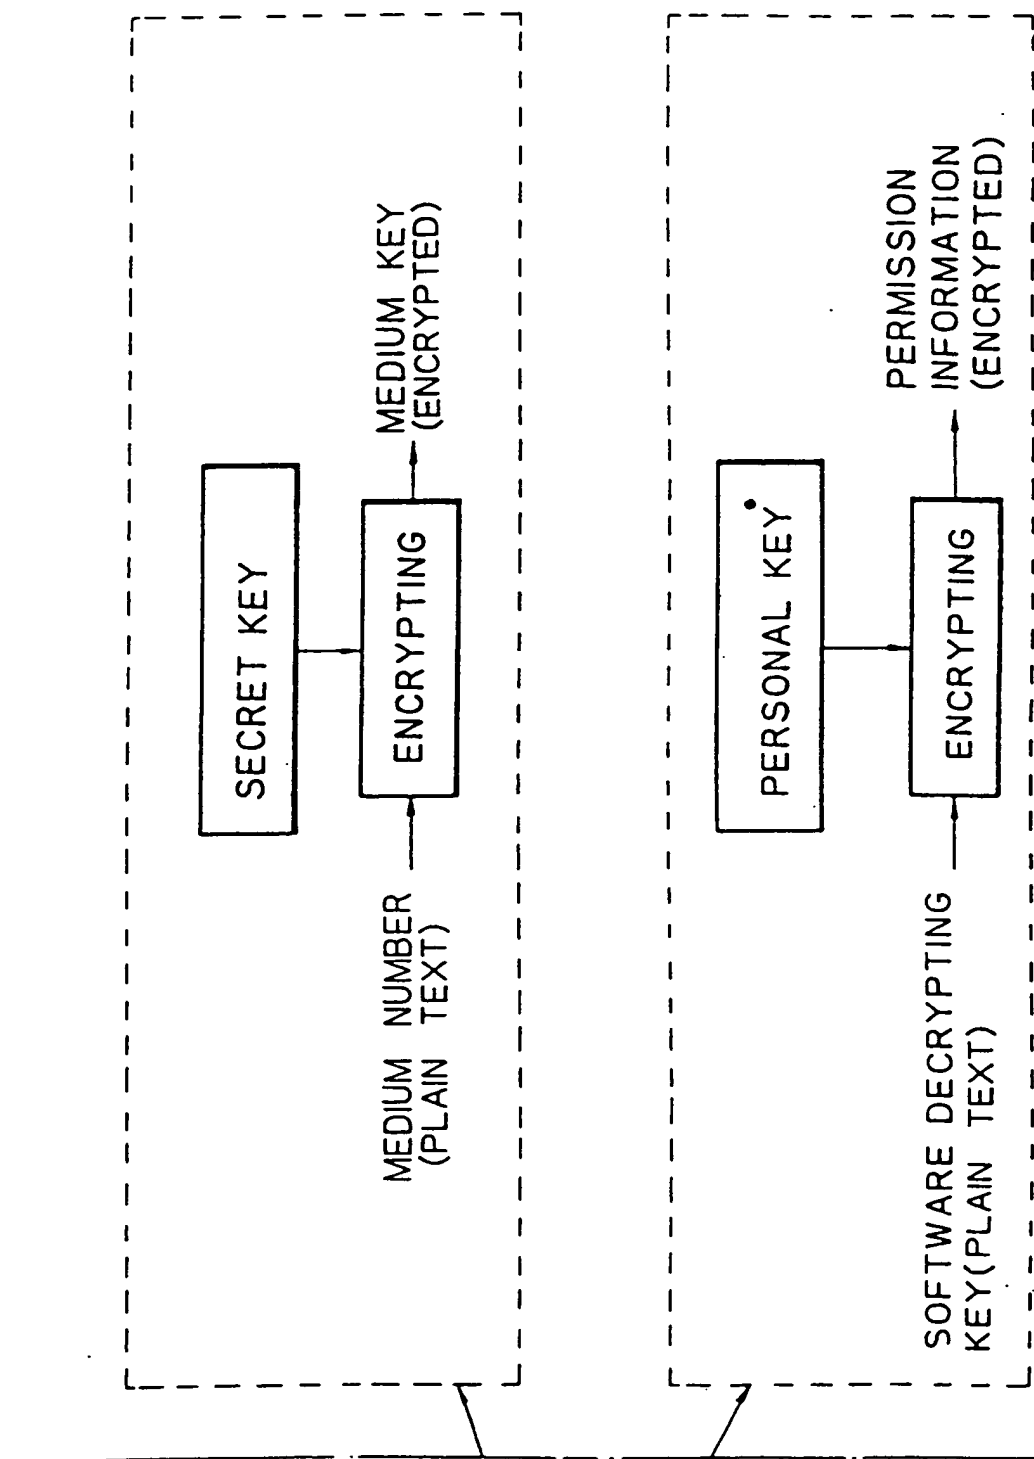 SECRET KEY
MEDIUM NUMBER
(PLAIN TEXT)
ENCRYPTING
MEDIUM KEY
(ENCRYPTED)
PERSONAL KEY
SOFTWARE DECRYPTING
KEY(PLAIN TEXT)
ENCRYPTING
PERMISSION
INFORMATION
(ENCRYPTED)